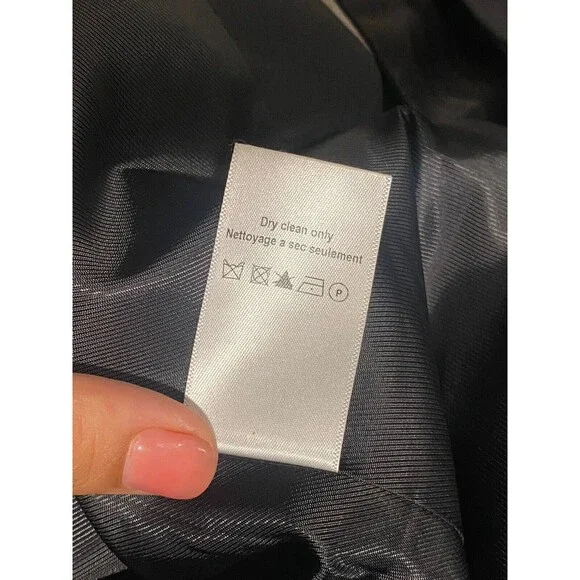 Dry clean only
Nettoyage a sec seulement
P